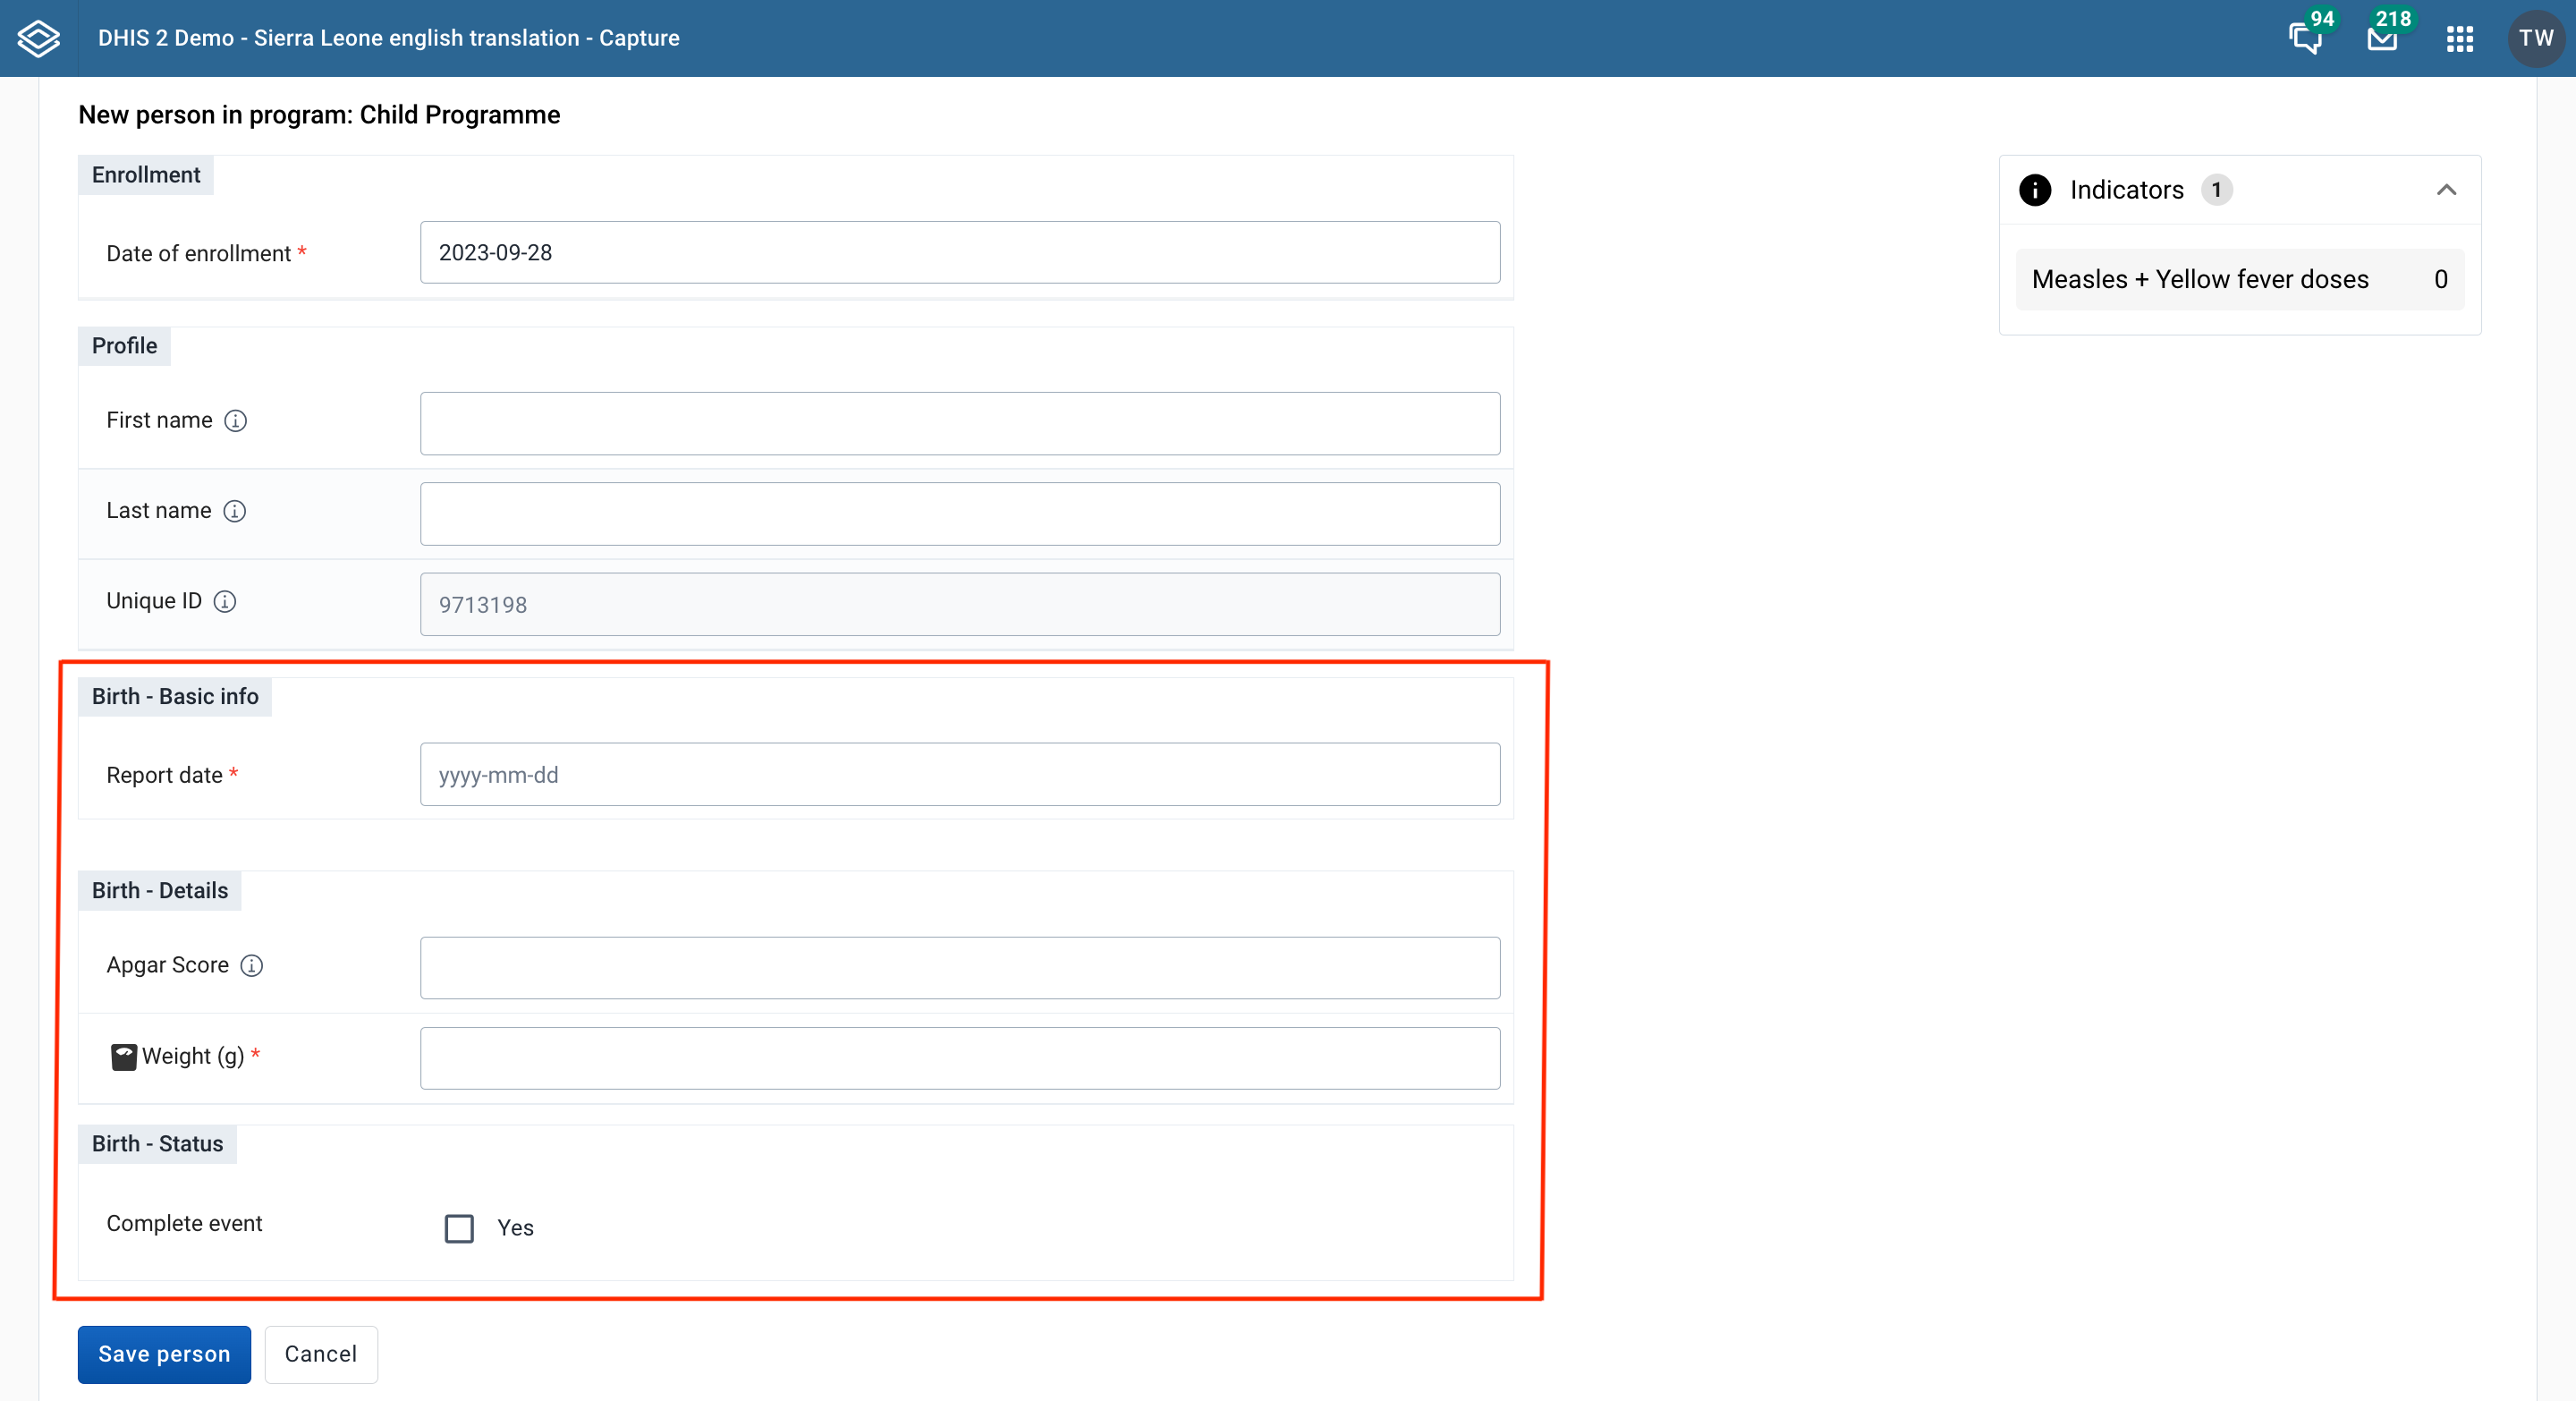 DHIS 2 Demo - Sierra Leone english translation - Capture
94
218
TW
New person in program: Child Programme
Enrollment
Date of enrollment *
2023-09-28
Indicators 1
Measles + Yellow fever doses 0
Profile
First name
Last name
Unique ID
9713198
Birth - Basic info
Report date *
yyyy-mm-dd
Birth - Details
Apgar Score
Weight (g) *
Birth - Status
Complete event
Yes
Save person
Cancel